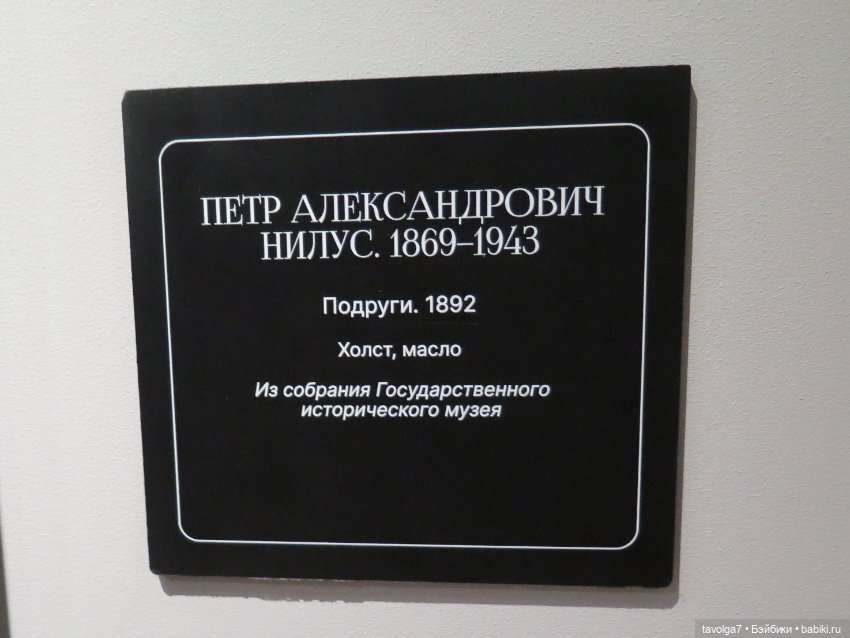 ПЕТР АЛЕКСАНДРОВИЧ
НИЛУС. 1869–1943
Подруги. 1892
Холст, масло
Из собрания Государственного
исторического музея
tavolga7 • Бэйбики • babiki.ru